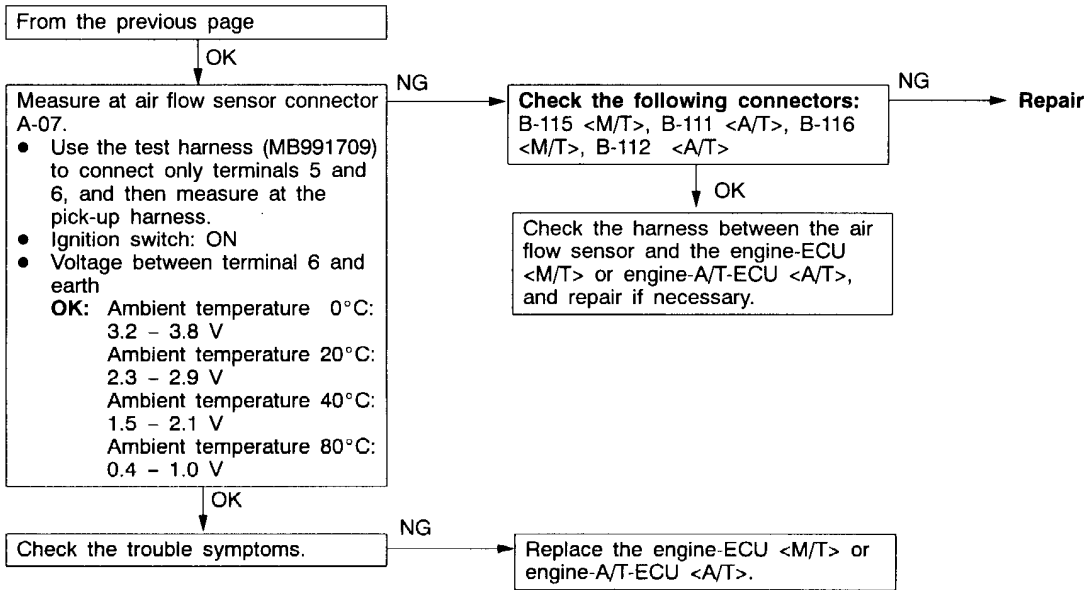 From the previous page
OK
Measure at air flow sensor connector
A-07.
● Use the test harness (MB991709)
to connect only terminals 5 and
6, and then measure at the
pick-up harness.
● Ignition switch: ON
● Voltage between terminal 6 and
earth
OK: Ambient temperature 0°C:
3.2 – 3.8 V
Ambient temperature 20°C:
2.3 – 2.9 V
Ambient temperature 40°C:
1.5 – 2.1 V
Ambient temperature 80°C:
0.4 – 1.0 V
NG
Check the following connectors:
B-115 <M/T>, B-111 <A/T>, B-116
<M/T>, B-112 <A/T>
NG
Repair
OK
Check the harness between the air
flow sensor and the engine-ECU
<M/T> or engine-A/T-ECU <A/T>,
and repair if necessary.
OK
Check the trouble symptoms.
NG
Replace the engine-ECU <M/T> or
engine-A/T-ECU <A/T>.